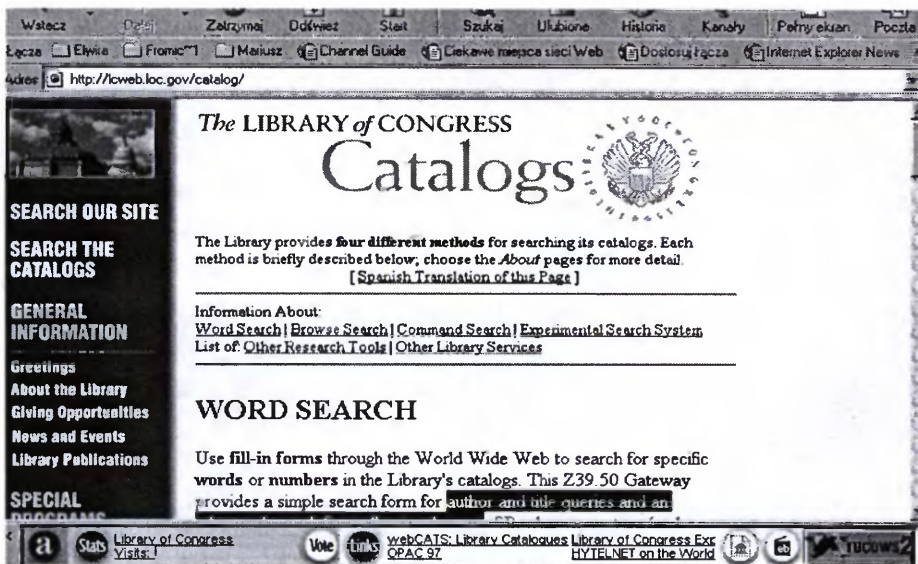 Wstecz Dalej Zatrzymaj Odśwież Start Szukaj Ulubione Historia Kanały Pełny ekran Poczta
Łącza Elwira Fromic~1 Mariusz Channel Guide Ciekawe miejsca sieci Web Dostosuj łącza Internet Explorer News
Adres http://lcweb.loc.gov/catalog/
The LIBRARY of CONGRESS
Catalogs
SEARCH OUR SITE
SEARCH THE
CATALOGS
GENERAL
INFORMATION
Greetings
About the Library
Giving Opportunities
News and Events
Library Publications
SPECIAL
PROGRAMS
The Library provides four different methods for searching its catalogs. Each
method is briefly described below; choose the About pages for more detail.
[ Spanish Translation of this Page ]
Information About:
Word Search | Browse Search | Command Search | Experimental Search System
List of: Other Research Tools | Other Library Services
WORD SEARCH
Use fill-in forms through the World Wide Web to search for specific
words or numbers in the Library's catalogs. This Z39.50 Gateway
provides a simple search form for author and title queries and an
a Stats Library of Congress Vote Links webCATS: Library Catalogues Library of Congress Exp
Visits: OPAC 97 HYTELNET on the World
TUCOWS